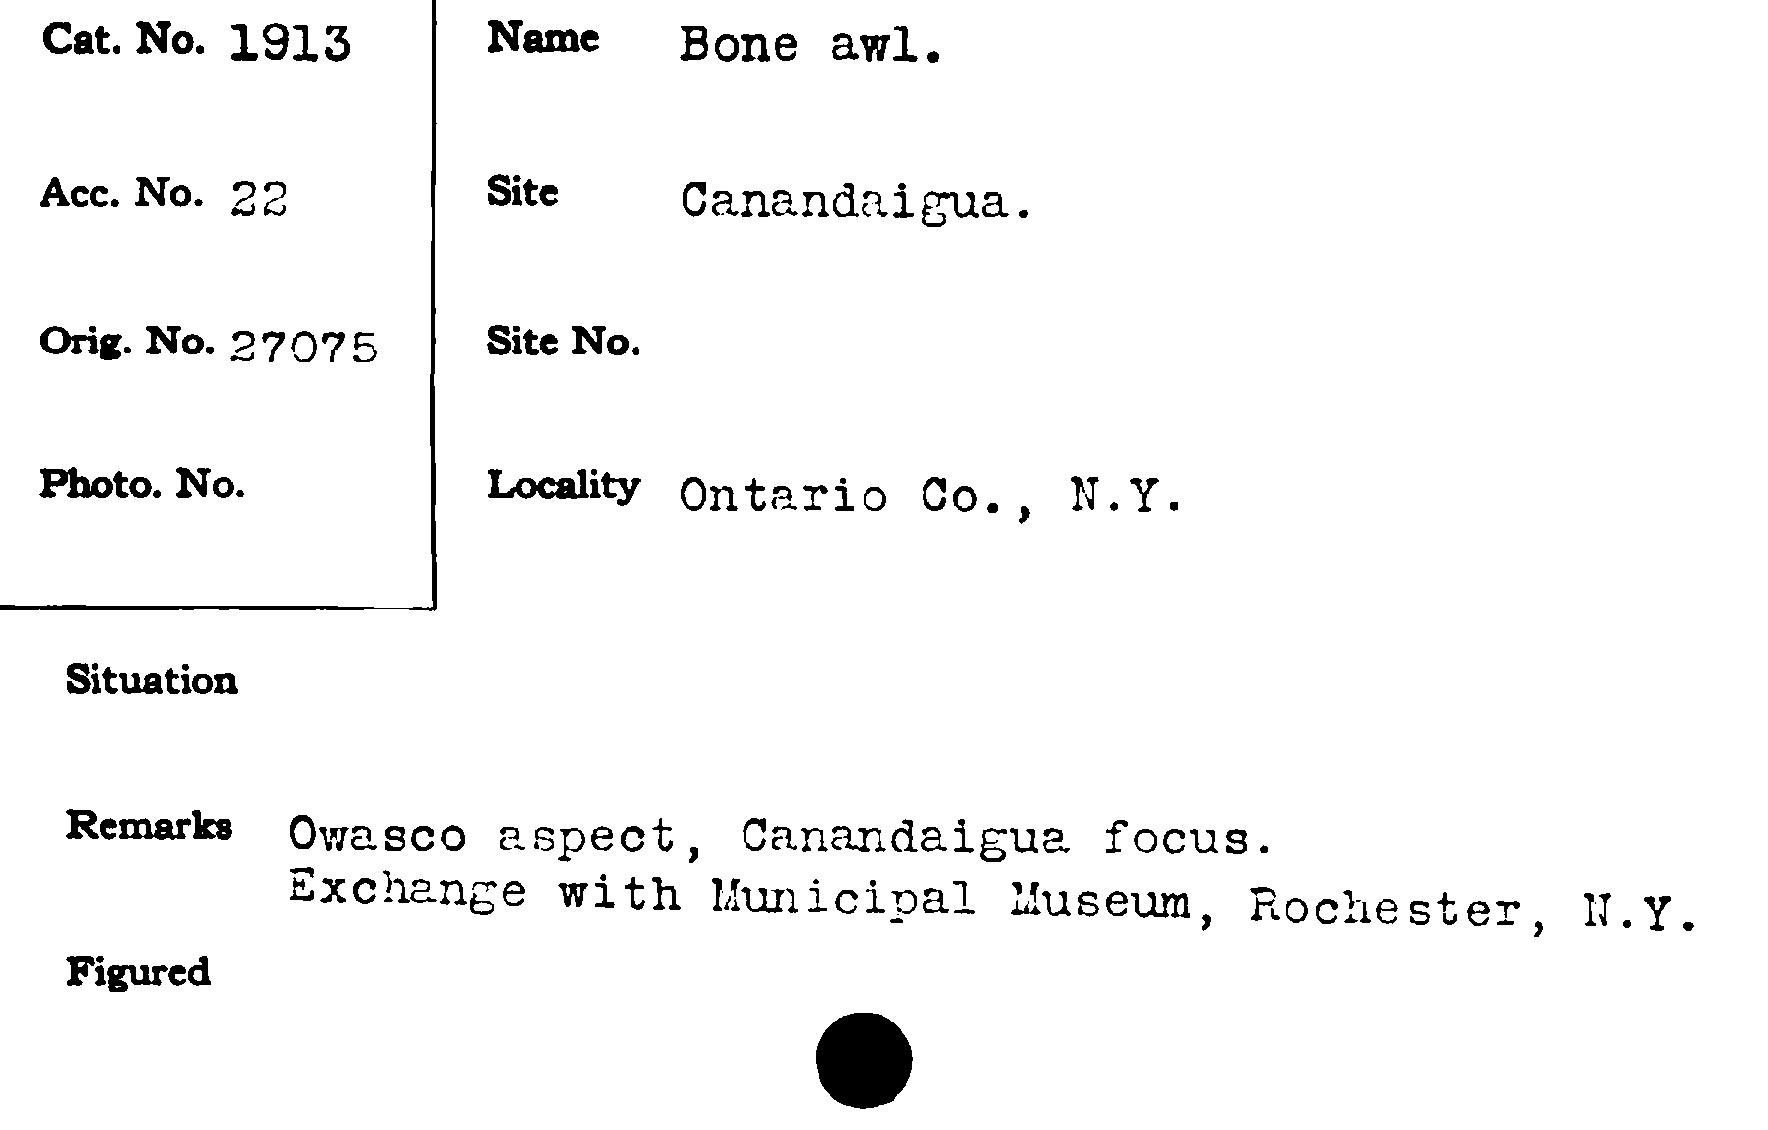 Cat. No. 1913
Acc. No. 22
Orig. No. 27075
Photo. No.
Name Bone awl.
Site Canandaigua.
Site No.
Locality Ontario Co., N.Y.
Situation
Remarks Owasco aspect, Canandaigua focus.
Exchange with Municipal Museum, Rochester, N.Y.
Figured